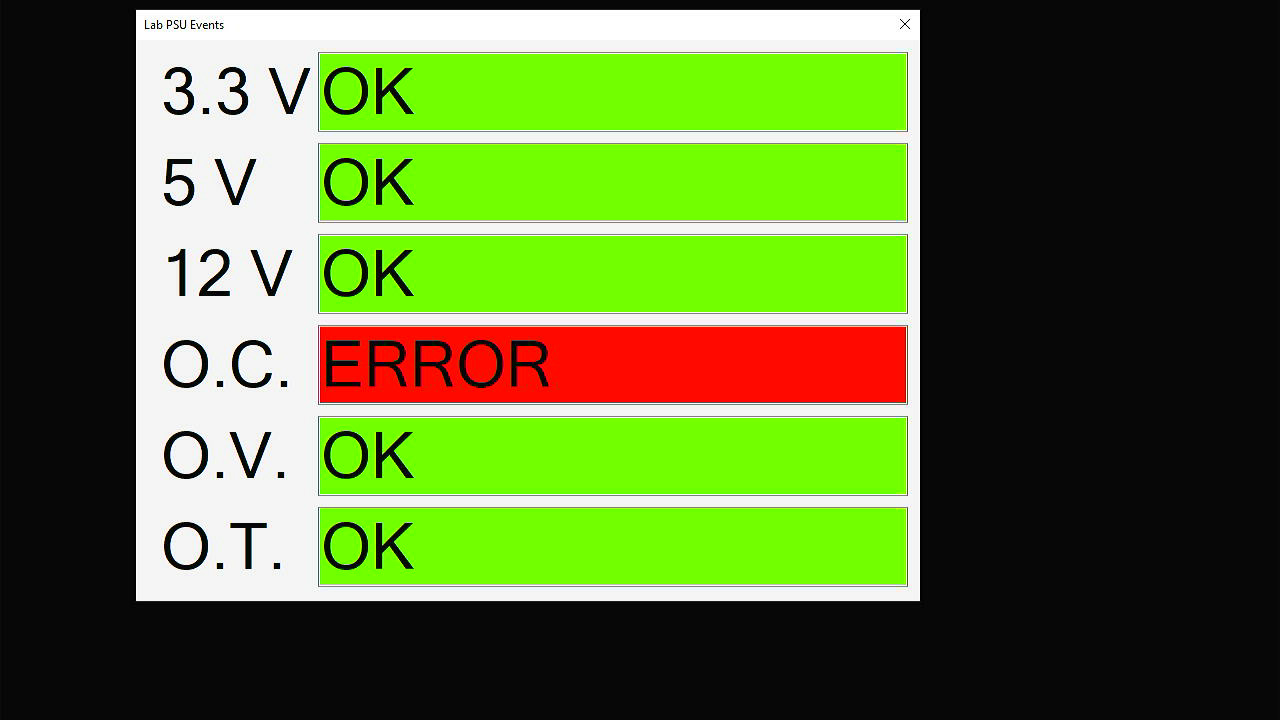 Lab PSU Events
3.3 V OK
5 V OK
12 V OK
O.C. ERROR
O.V. OK
O.T. OK